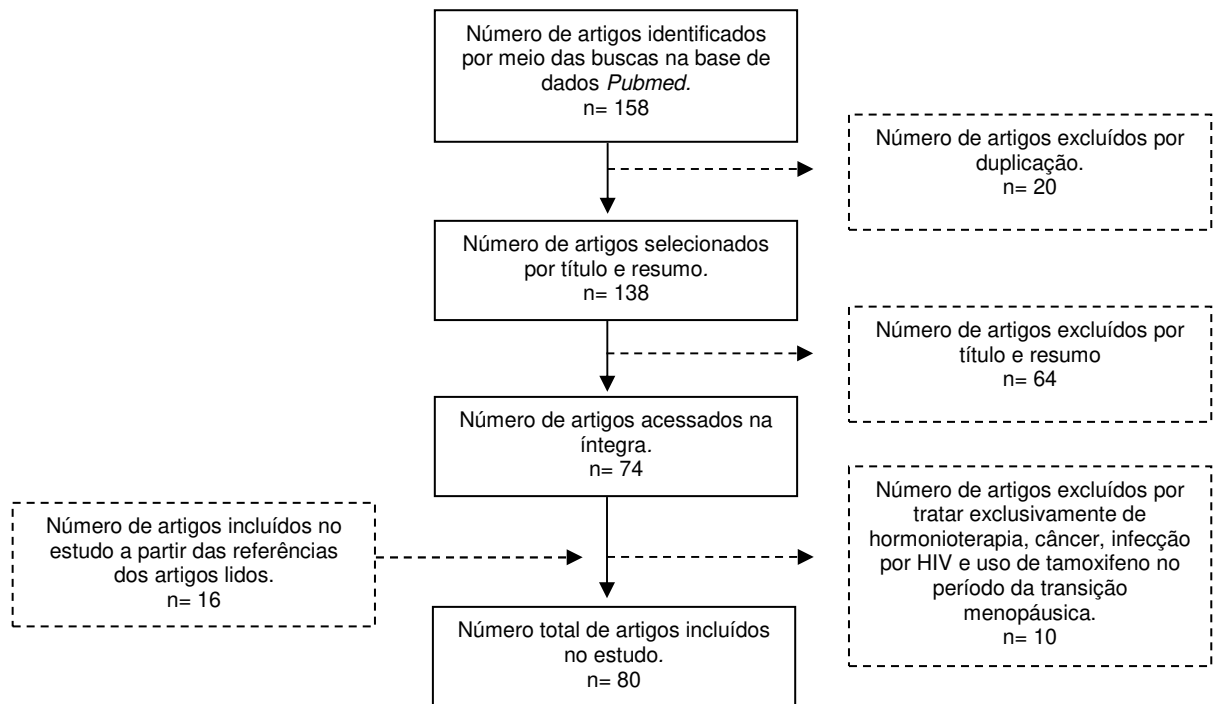 Número de artigos identificados
por meio das buscas na base de
dados Pubmed.
n= 158
Número de artigos excluídos por
duplicação.
n= 20
Número de artigos selecionados
por título e resumo.
n= 138
Número de artigos excluídos por
título e resumo
n= 64
Número de artigos acessados na
íntegra.
n= 74
Número de artigos incluídos no
estudo a partir das referências
dos artigos lidos.
n= 16
Número de artigos excluídos por
tratar exclusivamente de
hormonioterapia, câncer, infecção
por HIV e uso de tamoxifeno no
período da transição
menopáusica.
n= 10
Número total de artigos incluídos
no estudo.
n= 80